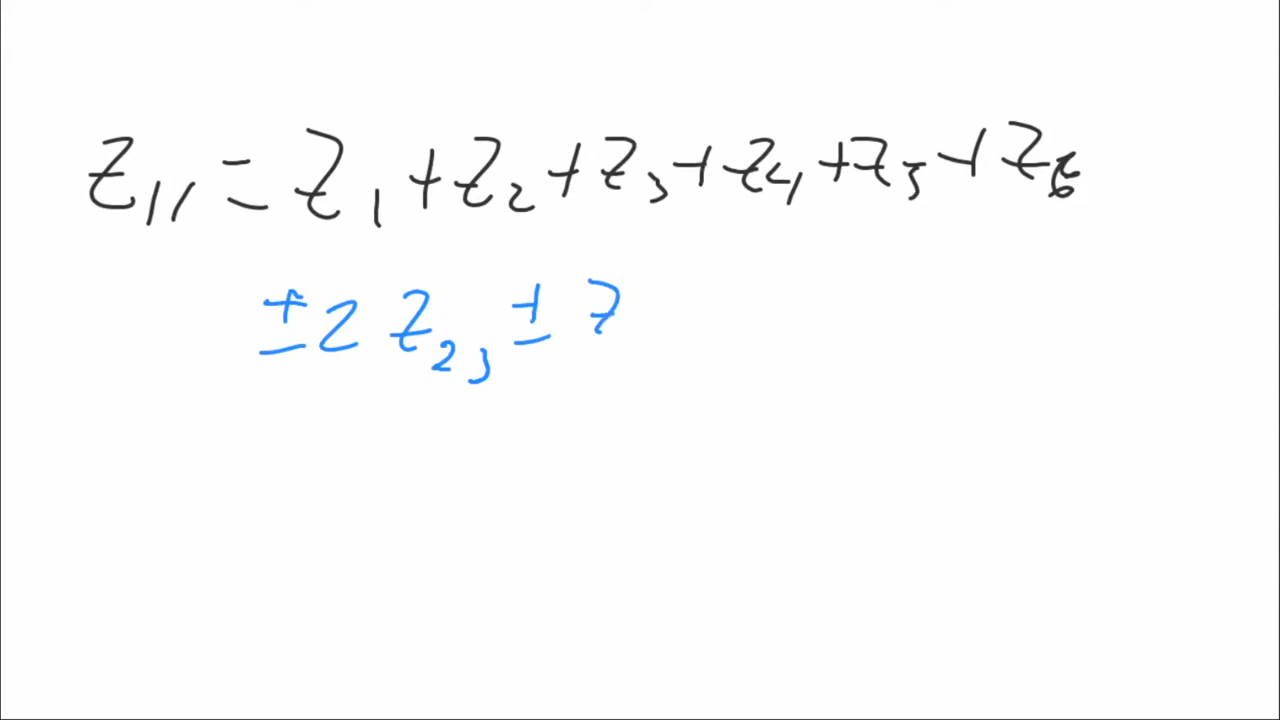 Z11 = Z1 + Z2 + Z3 + Z4 + Z5 + Z6
± 2 Z23 ± Z